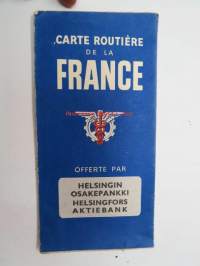 CARTE ROUTIÈRE
DE LA
FRANCE
OFFERTE PAR
HELSINGIN
OSAKEPANKKI
HELSINGFORS
AKTIEBANK